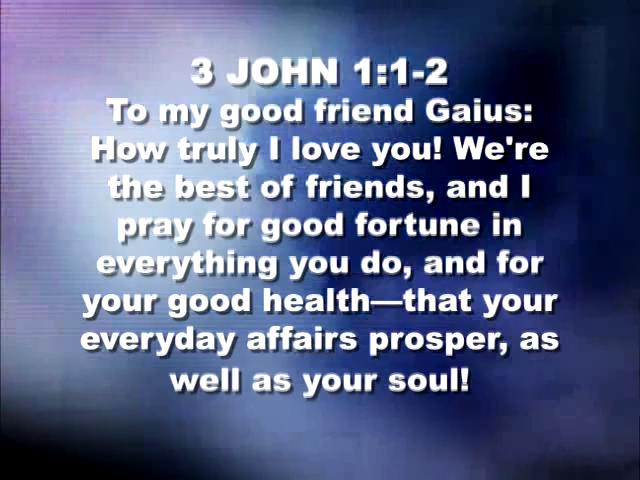 3 JOHN 1:1-2
To my good friend Gaius:
How truly I love you! We're
the best of friends, and I
pray for good fortune in
everything you do, and for
your good health—that your
everyday affairs prosper, as
well as your soul!